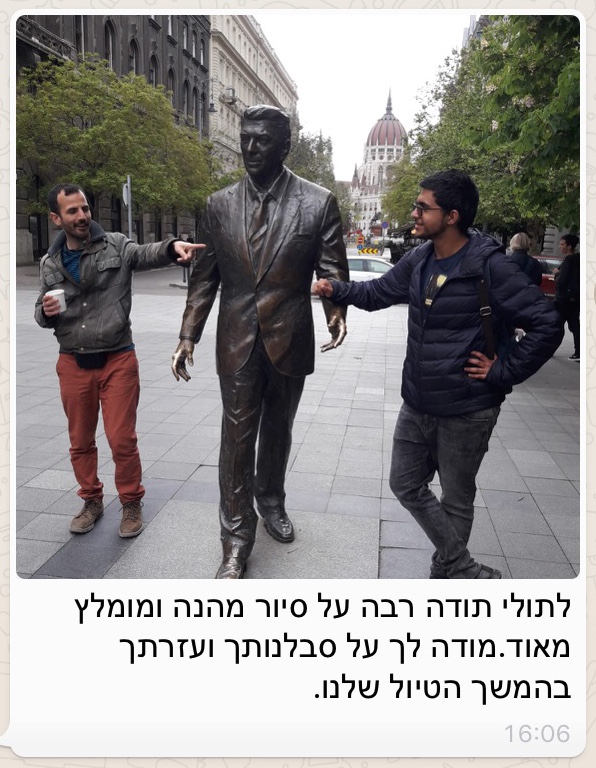 לתולי תודה רבה על סיור מהנה ומומלץ
מאוד.מודה לך על סבלנותך ועזרתך
בהמשך הטיול שלנו.
16:06